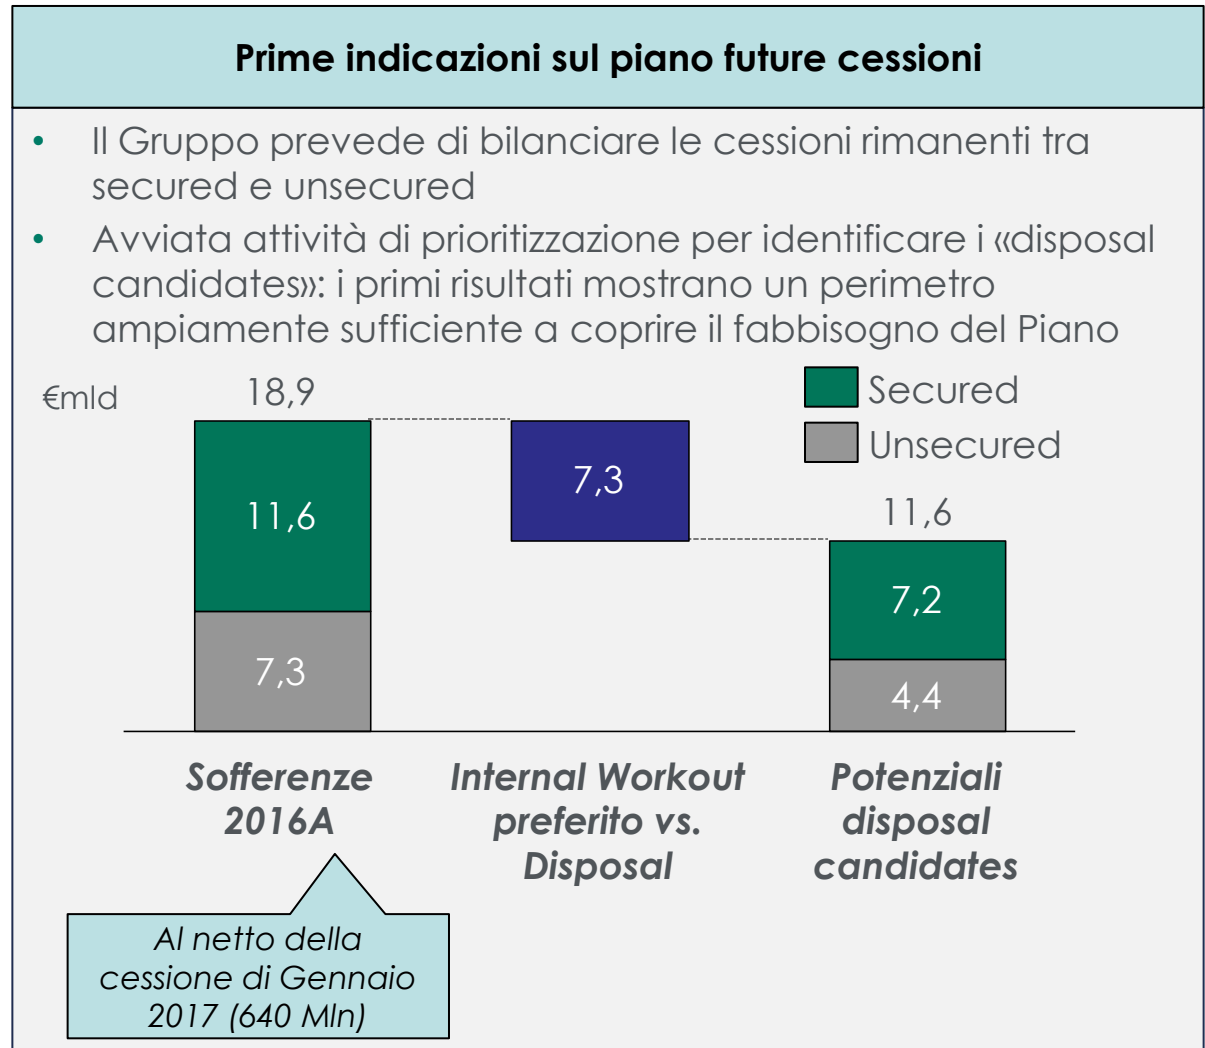 Prime indicazioni sul piano future cessioni
• Il Gruppo prevede di bilanciare le cessioni rimanenti tra
secured e unsecured
• Avviata attività di prioritizzazione per identificare i «disposal
candidates»: i primi risultati mostrano un perimetro
ampiamente sufficiente a coprire il fabbisogno del Piano
€mld
18,9
Secured
Unsecured
11,6
7,3
7,3
11,6
7,2
4,4
Sofferenze
2016A
Internal Workout
preferito vs.
Disposal
Potenziali
disposal
candidates
Al netto della
cessione di Gennaio
2017 (640 Mln)